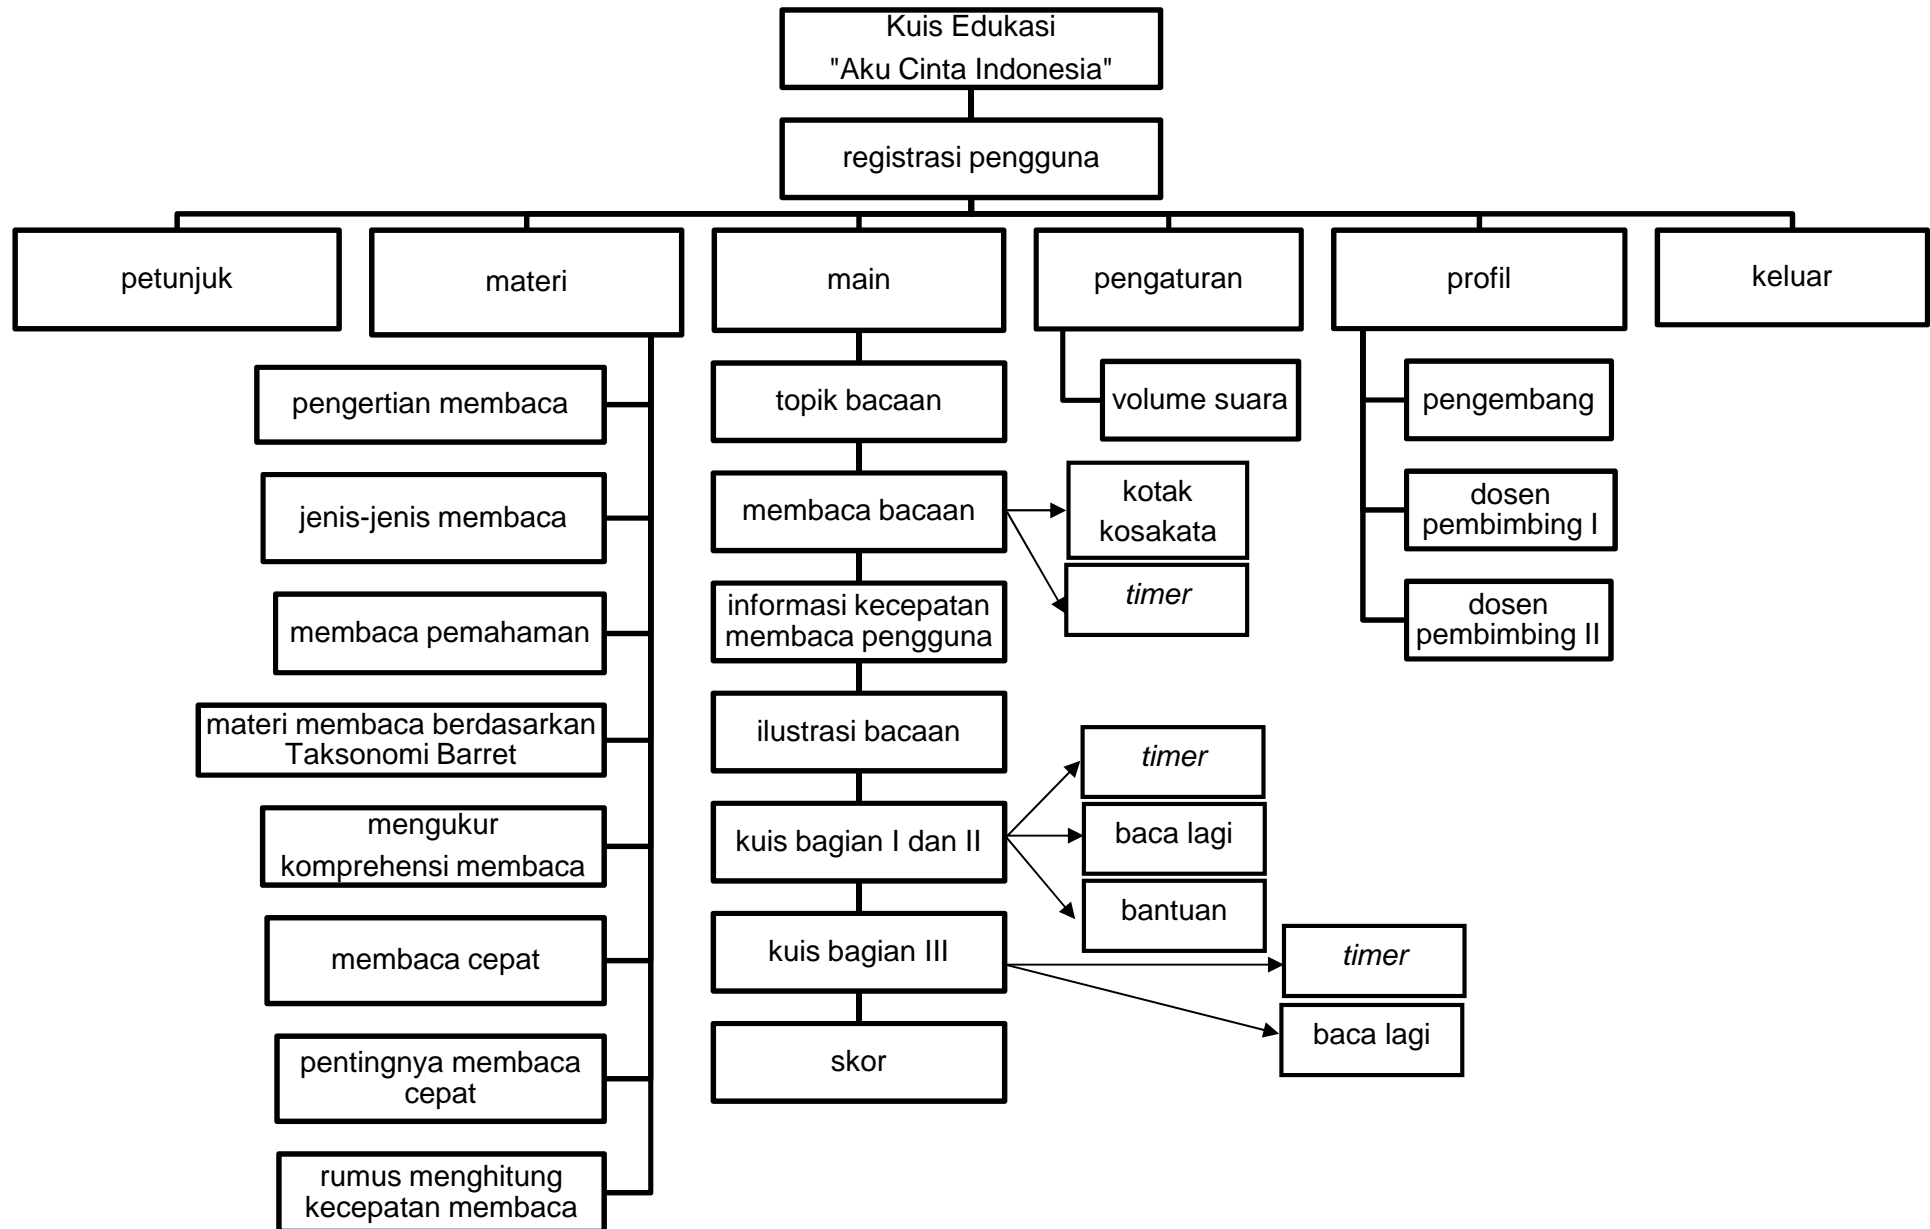 Kuis Edukasi
"Aku Cinta Indonesia"
registrasi pengguna
petunjuk
materi
main
pengaturan
profil
keluar
pengertian membaca
jenis-jenis membaca
membaca pemahaman
materi membaca berdasarkan
Taksonomi Barret
mengukur
komprehensi membaca
membaca cepat
pentingnya membaca
cepat
rumus menghitung
kecepatan membaca
topik bacaan
membaca bacaan
kotak
kosakata
timer
informasi kecepatan
membaca pengguna
ilustrasi bacaan
kuis bagian I dan II
timer
baca lagi
bantuan
kuis bagian III
timer
baca lagi
skor
volume suara
pengembang
dosen
pembimbing I
dosen
pembimbing II